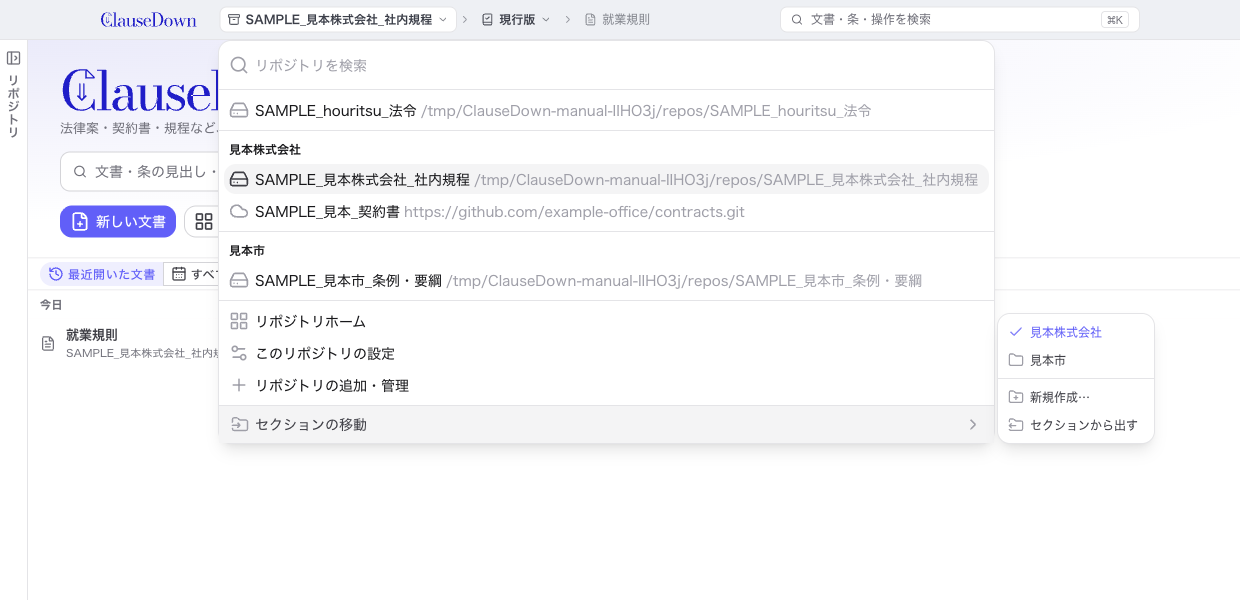 ClauseDown SAMPLE_見本株式会社_社内規程 現行版 就業規則 文書・条・操作を検索 ⌘K
リポジトリ
リポジトリを検索
SAMPLE_houritsu_法令 /tmp/ClauseDown-manual-IIHO3j/repos/SAMPLE_houritsu_法令
見本株式会社
SAMPLE_見本株式会社_社内規程 /tmp/ClauseDown-manual-IIHO3j/repos/SAMPLE_見本株式会社_社内規程
SAMPLE_見本_契約書 https://github.com/example-office/contracts.git
見本市
SAMPLE_見本市_条例・要綱 /tmp/ClauseDown-manual-IIHO3j/repos/SAMPLE_見本市_条例・要綱
リポジトリホーム
このリポジトリの設定
リポジトリの追加・管理
セクションの移動
見本株式会社
見本市
新規作成…
セクションから出す
Clausel
法律案・契約書・規程など
文書・条の見出し・
新しい文書
最近開いた文書 すべ
今日
就業規則
SAMPLE_見本株式会社_社内